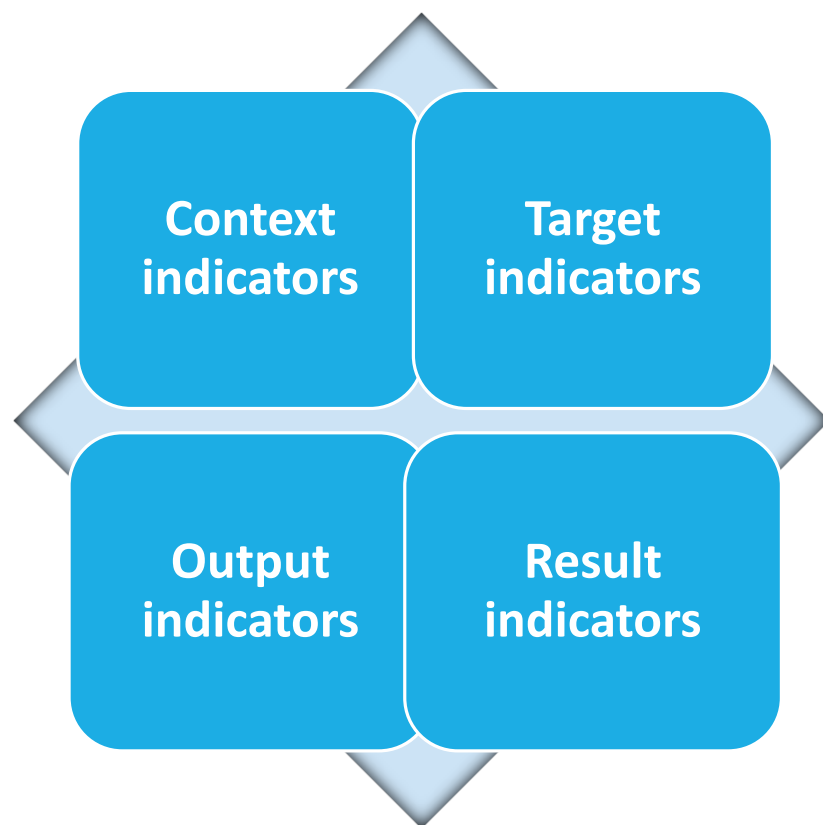 Context
indicators
Target
indicators
Output
indicators
Result
indicators